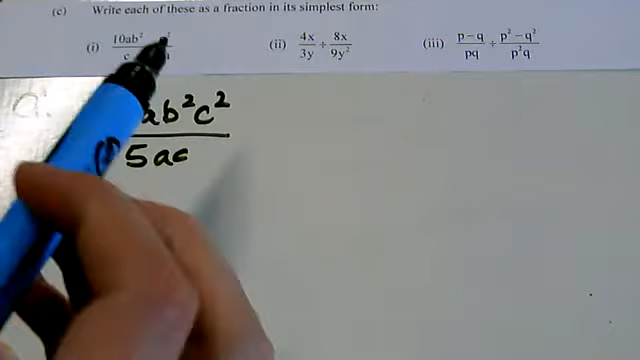 (c) Write each of these as a fraction in its simplest form:
(i) 10ab² / c (ii) 4x/3y ÷ 8x/9y² (iii) p−q/pq ÷ p²−q²/p²q
ab²c²
5ac